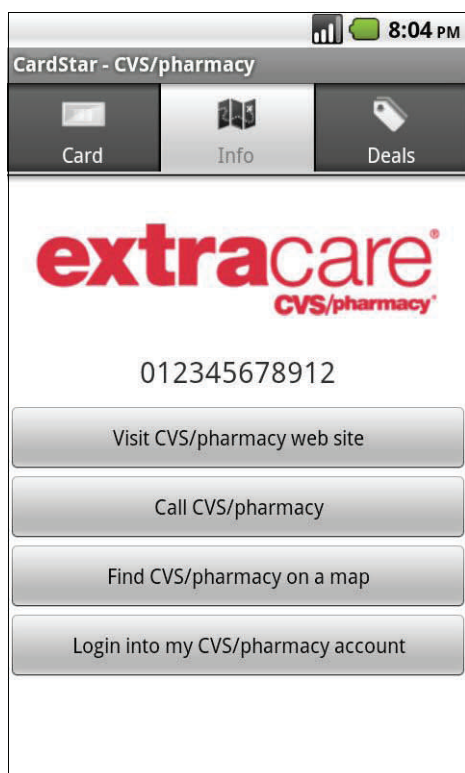 8:04 PM
CardStar - CVS/pharmacy
Card Info Deals
extracare®
CVS/pharmacy®
012345678912
Visit CVS/pharmacy web site
Call CVS/pharmacy
Find CVS/pharmacy on a map
Login into my CVS/pharmacy account